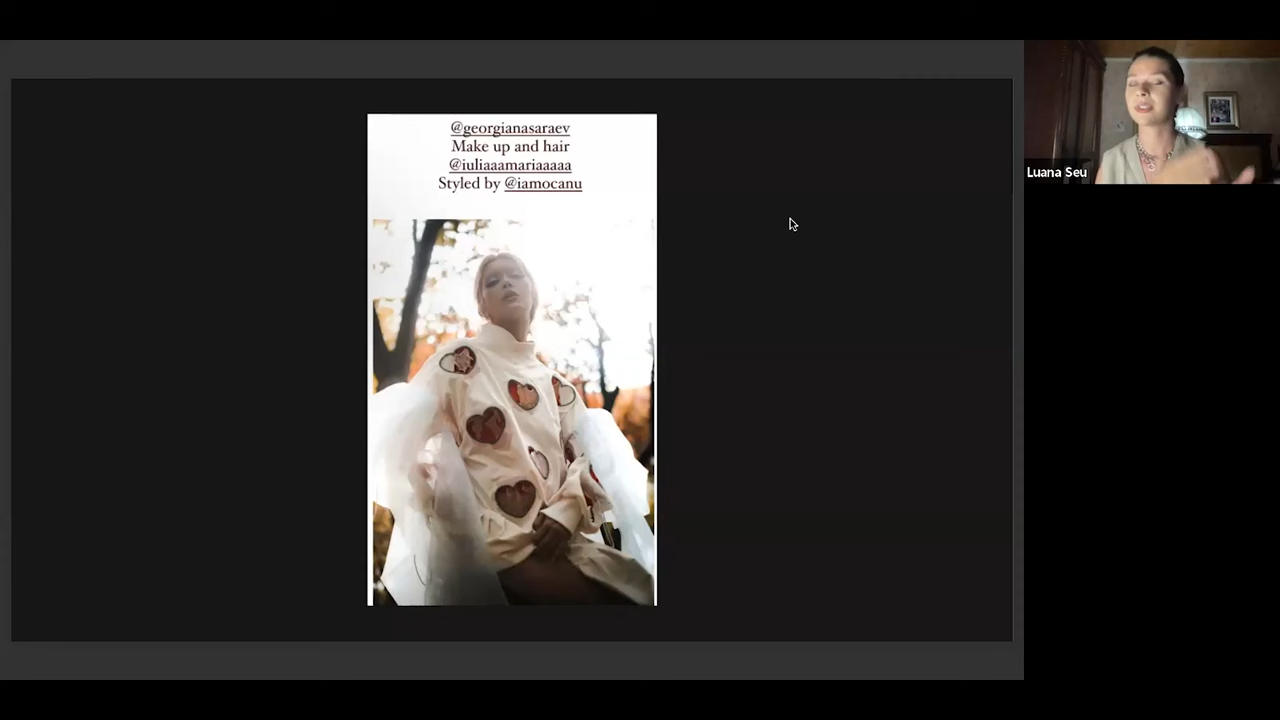 @georgianasaraev
Make up and hair
@iuliaaamariaaaaa
Styled by @iamocanu
Luana Seu